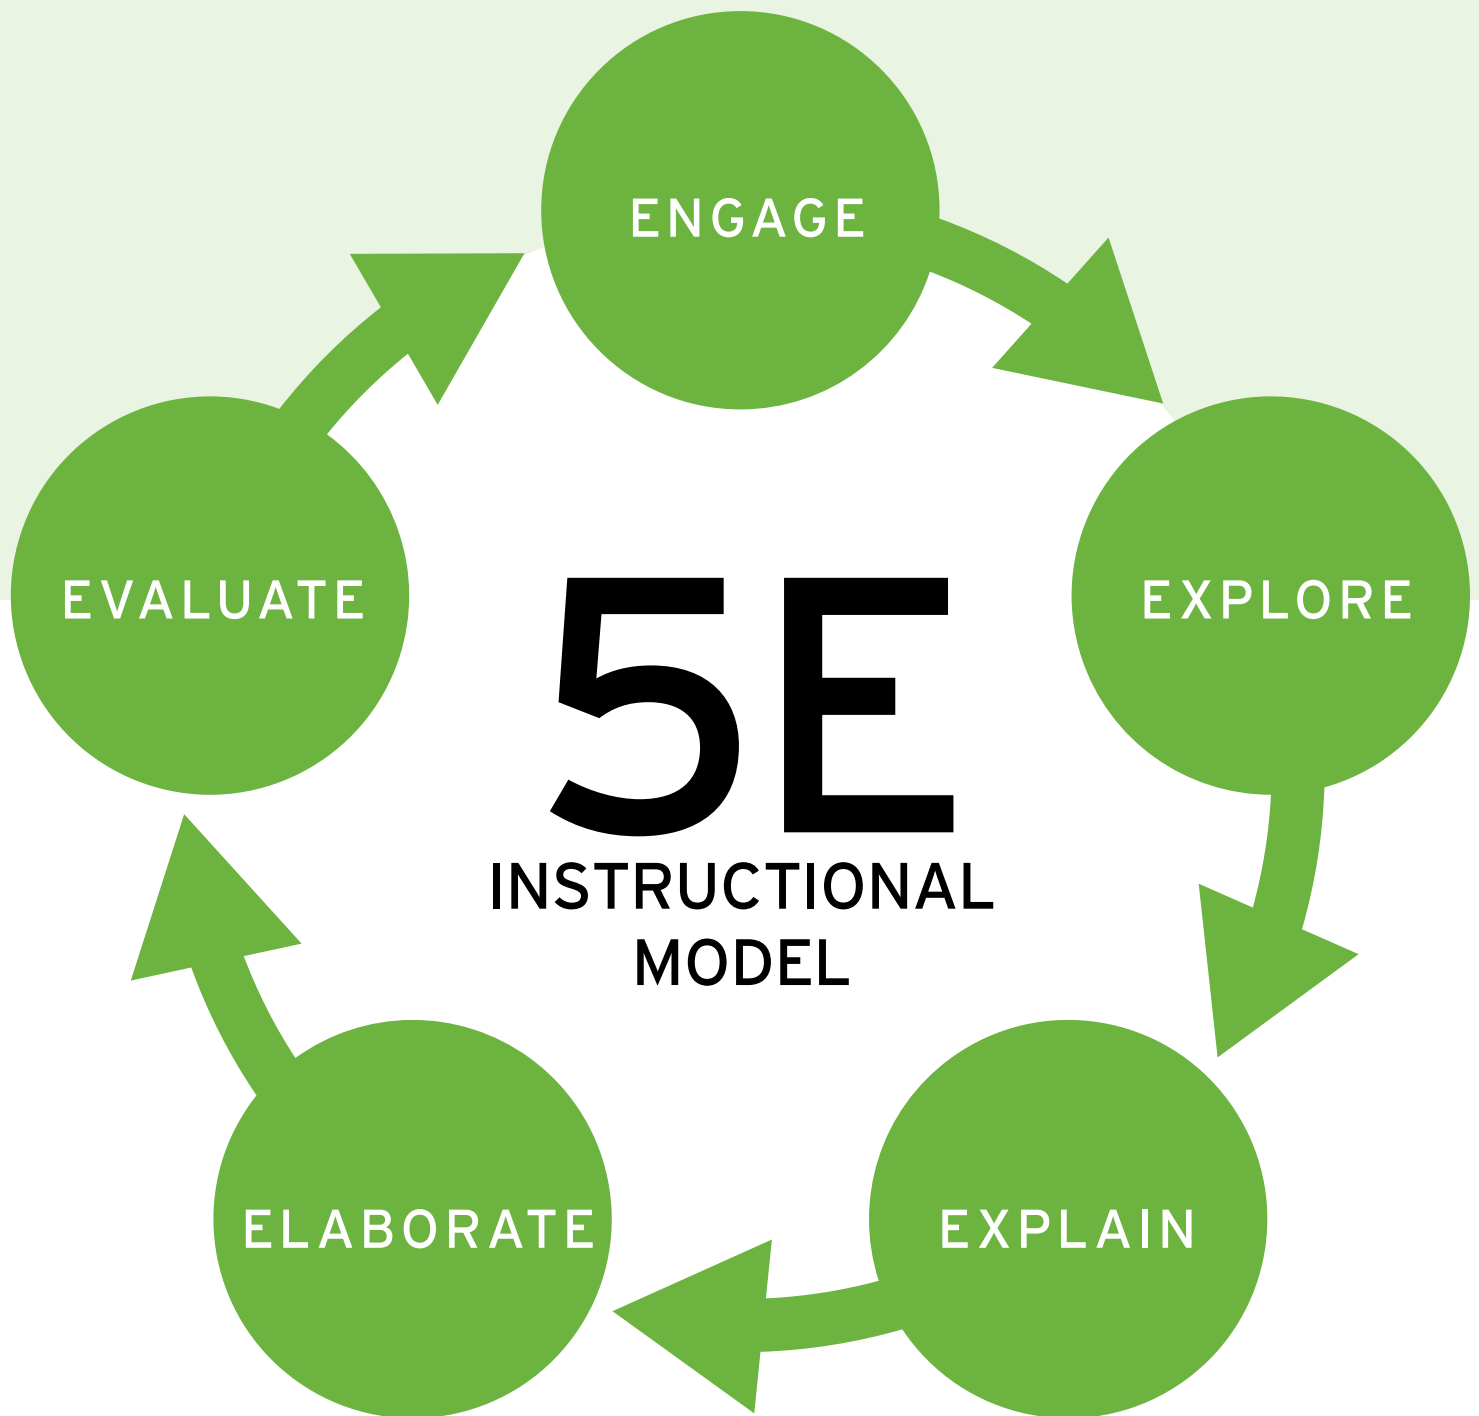 ENGAGE
EVALUATE
EXPLORE
5E
INSTRUCTIONAL
MODEL
ELABORATE
EXPLAIN